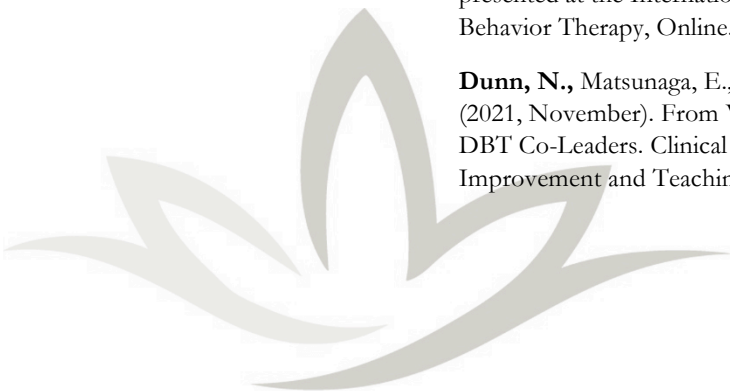 presented at the Internatio
Behavior Therapy, Online.
Dunn, N., Matsunaga, E.,
(2021, November). From
DBT Co-Leaders. Clinical
Improvement and Teachin